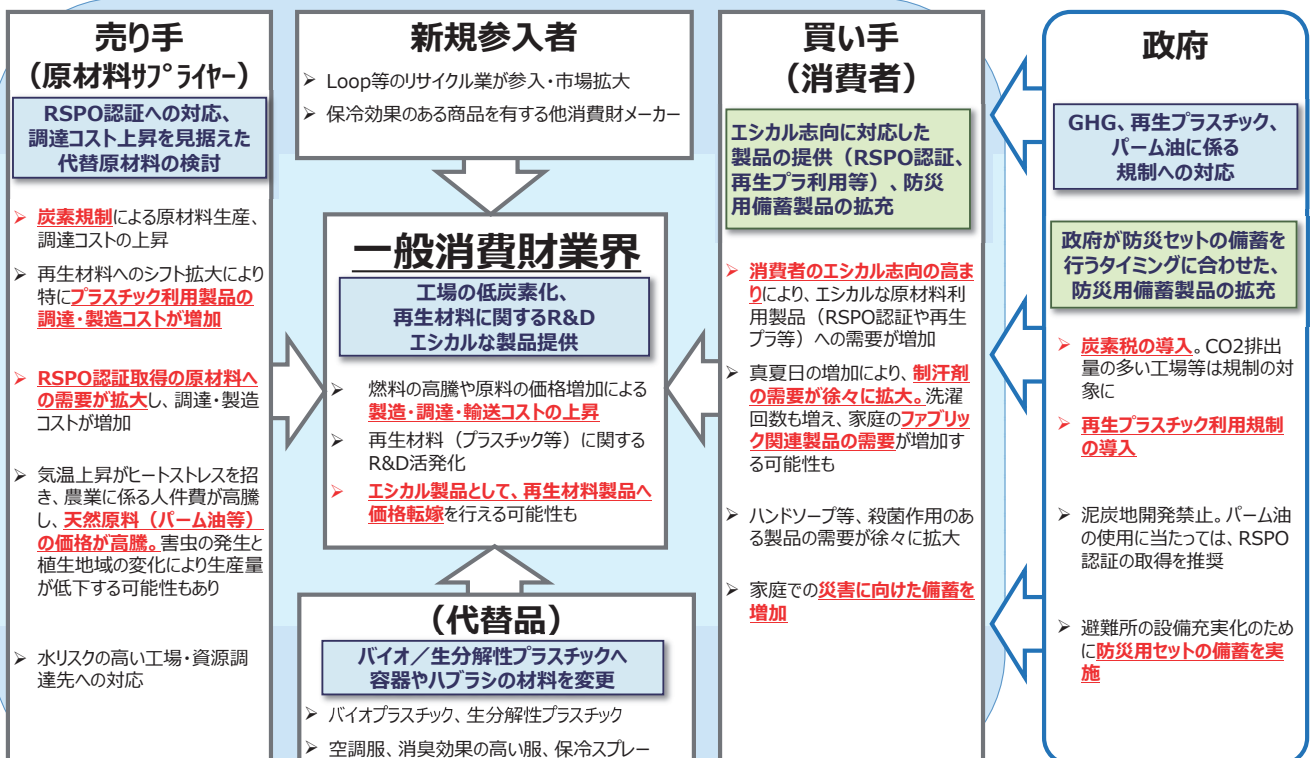 売り手
（原材料サプライヤー）
RSPO認証への対応、
調達コスト上昇を見据えた
代替原材料の検討
➢ 炭素規制による原材料生産、
調達コストの上昇
➢ 再生材料へのシフト拡大により
特にプラスチック利用製品の
調達・製造コストが増加
➢ RSPO認証取得の原材料へ
の需要が拡大し、調達・製造
コストが増加
➢ 気温上昇がヒートストレスを招
き、農業に係る人件費が高騰
し、天然原料（パーム油等）
の価格が高騰。害虫の発生と
植生地域の変化により生産量
が低下する可能性もあり
➢ 水リスクの高い工場・資源調
達先への対応
新規参入者
➢ Loop等のリサイクル業が参入・市場拡大
➢ 保冷効果のある商品を有する他消費財メーカー
一般消費財業界
工場の低炭素化、
再生材料に関するR&D
エシカルな製品提供
➢ 燃料の高騰や原料の価格増加による
製造・調達・輸送コストの上昇
➢ 再生材料（プラスチック等）に関する
R&D活発化
➢ エシカル製品として、再生材料製品へ
価格転嫁を行える可能性も
（代替品）
バイオ／生分解性プラスチックへ
容器やハブラシの材料を変更
➢ バイオプラスチック、生分解性プラスチック
➢ 空調服、消臭効果の高い服、保冷スプレー
買い手
（消費者）
エシカル志向に対応した
製品の提供（RSPO認証、
再生プラ利用等）、防災
用備蓄製品の拡充
➢ 消費者のエシカル志向の高ま
りにより、エシカルな原材料利
用製品（RSPO認証や再生
プラ等）への需要が増加
➢ 真夏日の増加により、制汗剤
の需要が徐々に拡大。洗濯
回数も増え、家庭のファブリッ
ク関連製品の需要が増加す
る可能性も
➢ ハンドソープ等、殺菌作用のあ
る製品の需要が徐々に拡大
➢ 家庭での災害に向けた備蓄を
増加
政府
GHG、再生プラスチック、
パーム油に係る
規制への対応
政府が防災セットの備蓄を
行うタイミングに合わせた、
防災用備蓄製品の拡充
➢ 炭素税の導入。CO2排出
量の多い工場等は規制の対
象に
➢ 再生プラスチック利用規制
の導入
➢ 泥炭地開発禁止。パーム油
の使用に当たっては、RSPO
認証の取得を推奨
➢ 避難所の設備充実化のため
に防災用セットの備蓄を実
施